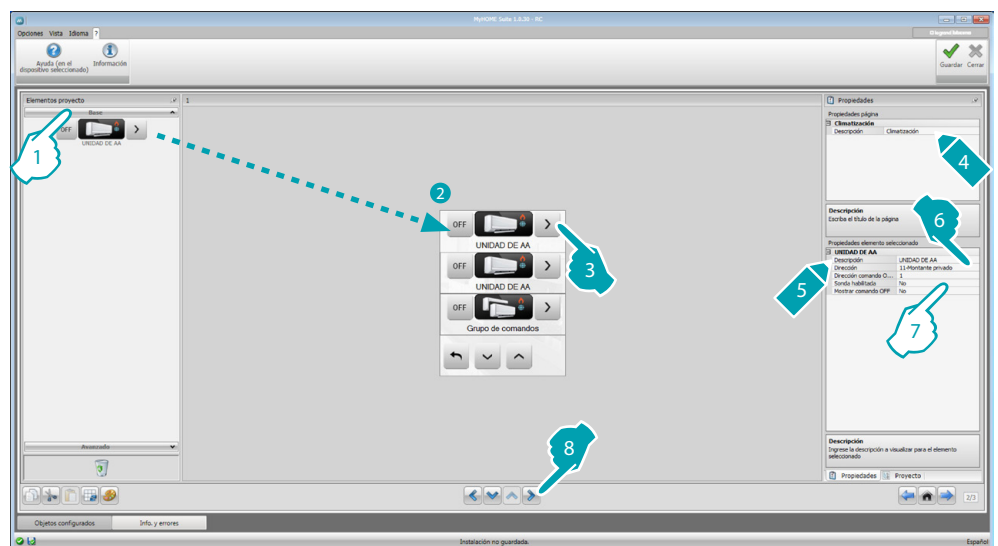 MyHOME Suite 1.0.30 - RC
Opciones Vista Idoma ?
Ayuda (en el
dispositivo seleccionado)
Información
Guardar Cerrar
Elementos proyecto
Base
OFF
UNIDAD DE AA
Avanzado
1
1
2
OFF
UNIDAD DE AA
OFF
UNIDAD DE AA
OFF
Grupo de comandos
3
8
Propiedades
Propiedades página
Climatización
Descripción Climatización
4
Descripción
Escriba el título de la página
6
Propiedades elemento seleccionado
UNIDAD DE AA
Descripción UNIDAD DE AA
Dirección 11-Montante privado
Dirección comando O... 1
Sonda habilitada No
Mostrar comando OFF No
5
7
Descripción
Ingrese la descripción a visualizar para el elemento
seleccionado
Propiedades Proyecto
2/3
Objetos configurados Info. y errores
Instalación no guardada.
Español